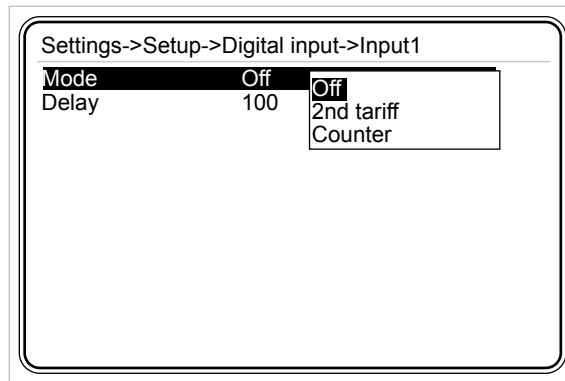 Settings->Setup->Digital input->Input1
Mode Off
Delay 100
Off
2nd tariff
Counter